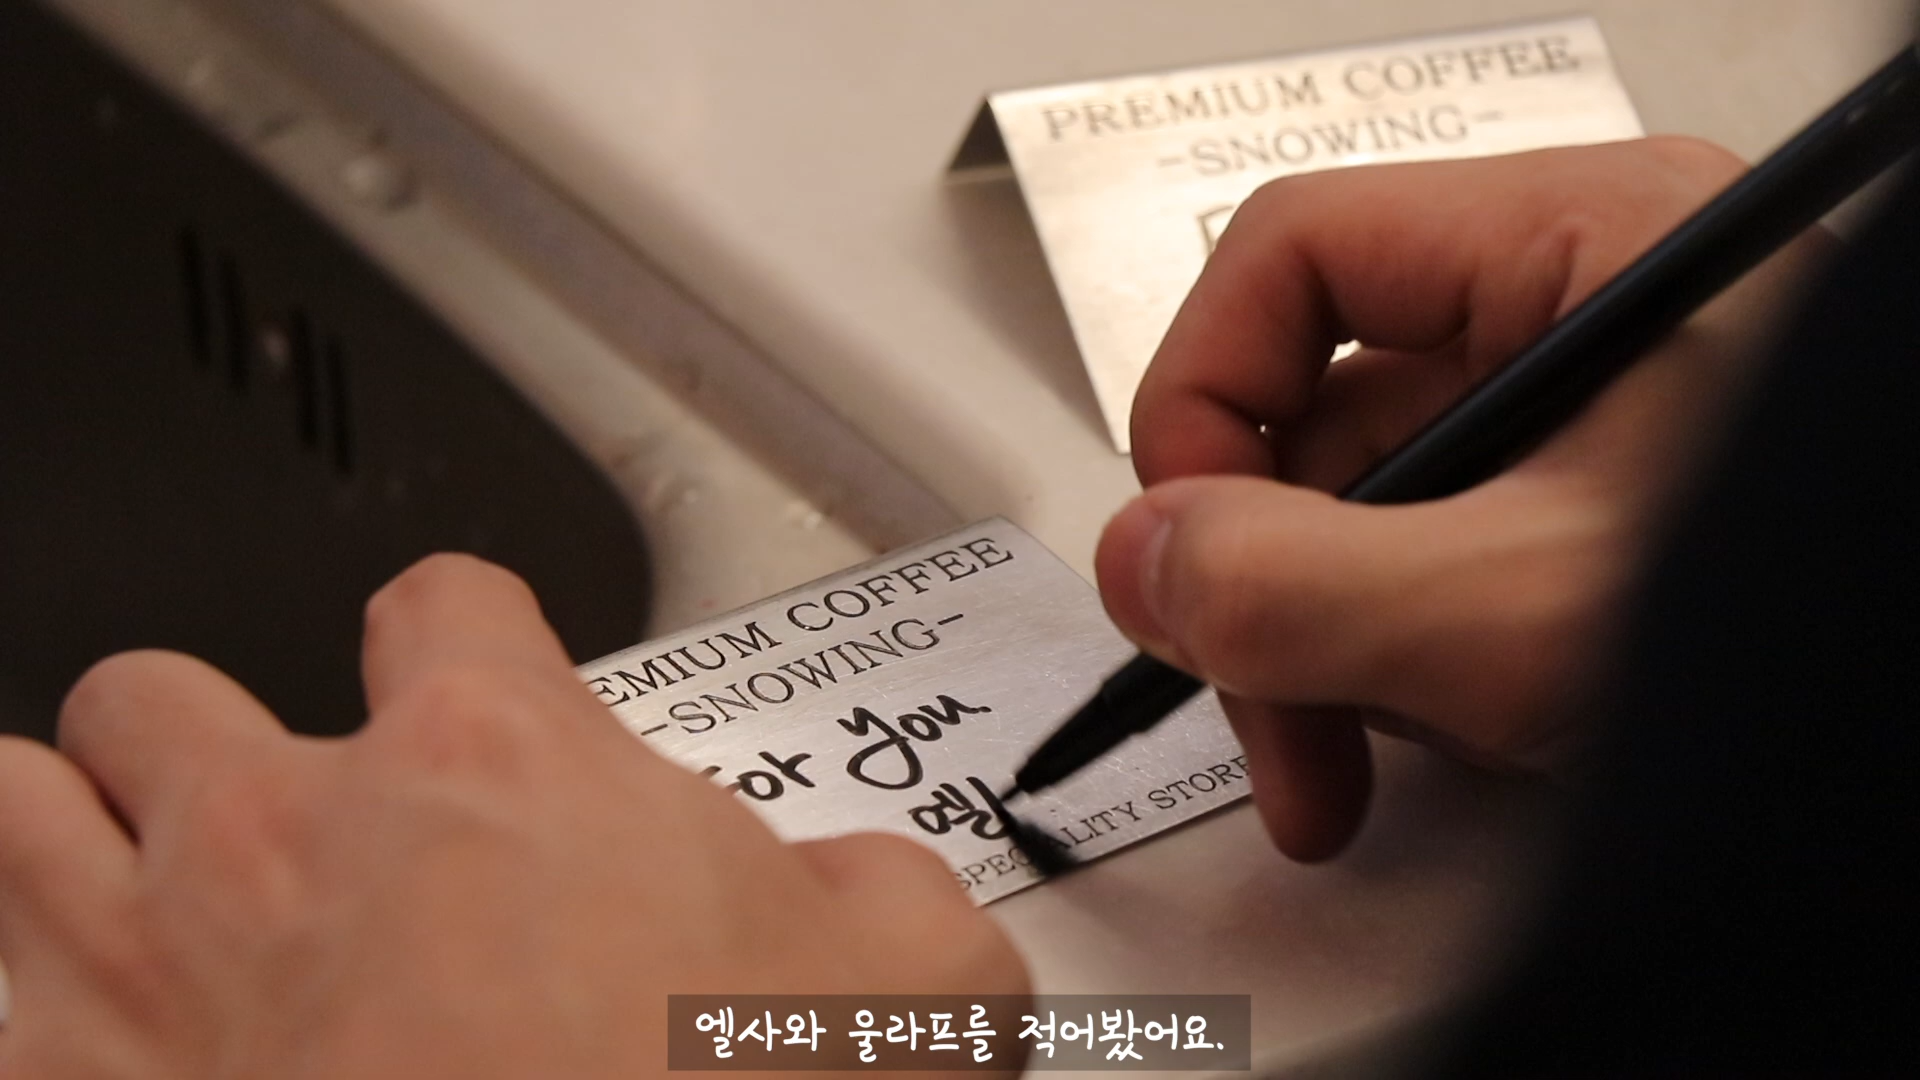 PREMIUM COFFEE
-SNOWING-
EMIUM COFFEE
-SNOWING-
for you.
엘
SPECIALITY STORE
엘사와 울라프를 적어봤어요.